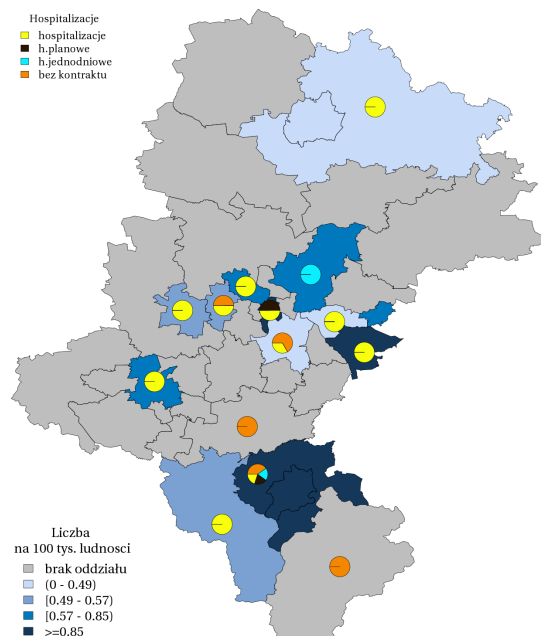 Hospitalizacje
hospitalizacje
h.planowe
h.jednodniowe
bez kontraktu
Liczba
na 100 tys. ludnosci
brak oddziału
(0 - 0.49)
[0.49 - 0.57)
[0.57 - 0.85)
>=0.85